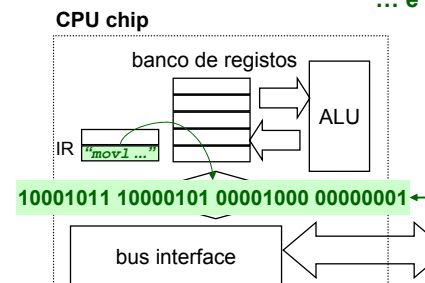 ... e
CPU chip
banco de registos
ALU
IR
"movl ..."
10001011 10000101 00001000 00000001
bus interface